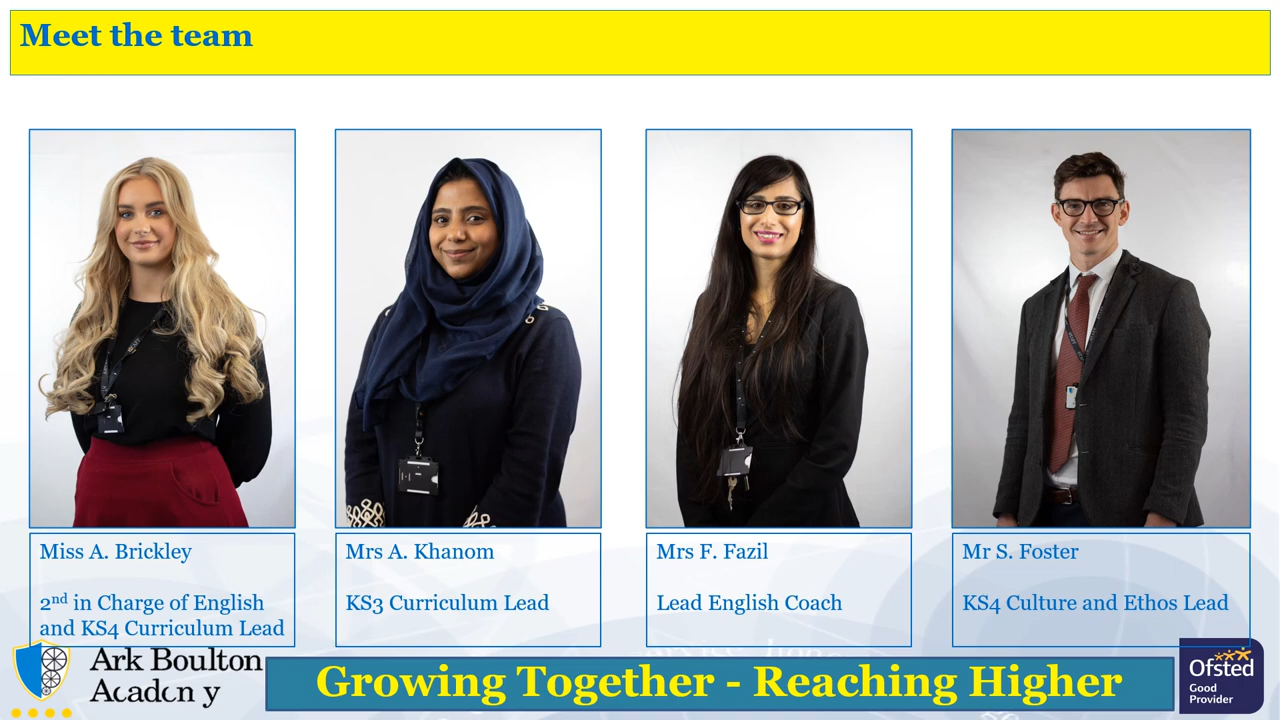 Meet the team
Miss A. Brickley
2nd in Charge of English
and KS4 Curriculum Lead
Mrs A. Khanom
KS3 Curriculum Lead
Mrs F. Fazil
Lead English Coach
Mr S. Foster
KS4 Culture and Ethos Lead
Ark Boulton
Academy
Growing Together - Reaching Higher
Ofsted
Good
Provider